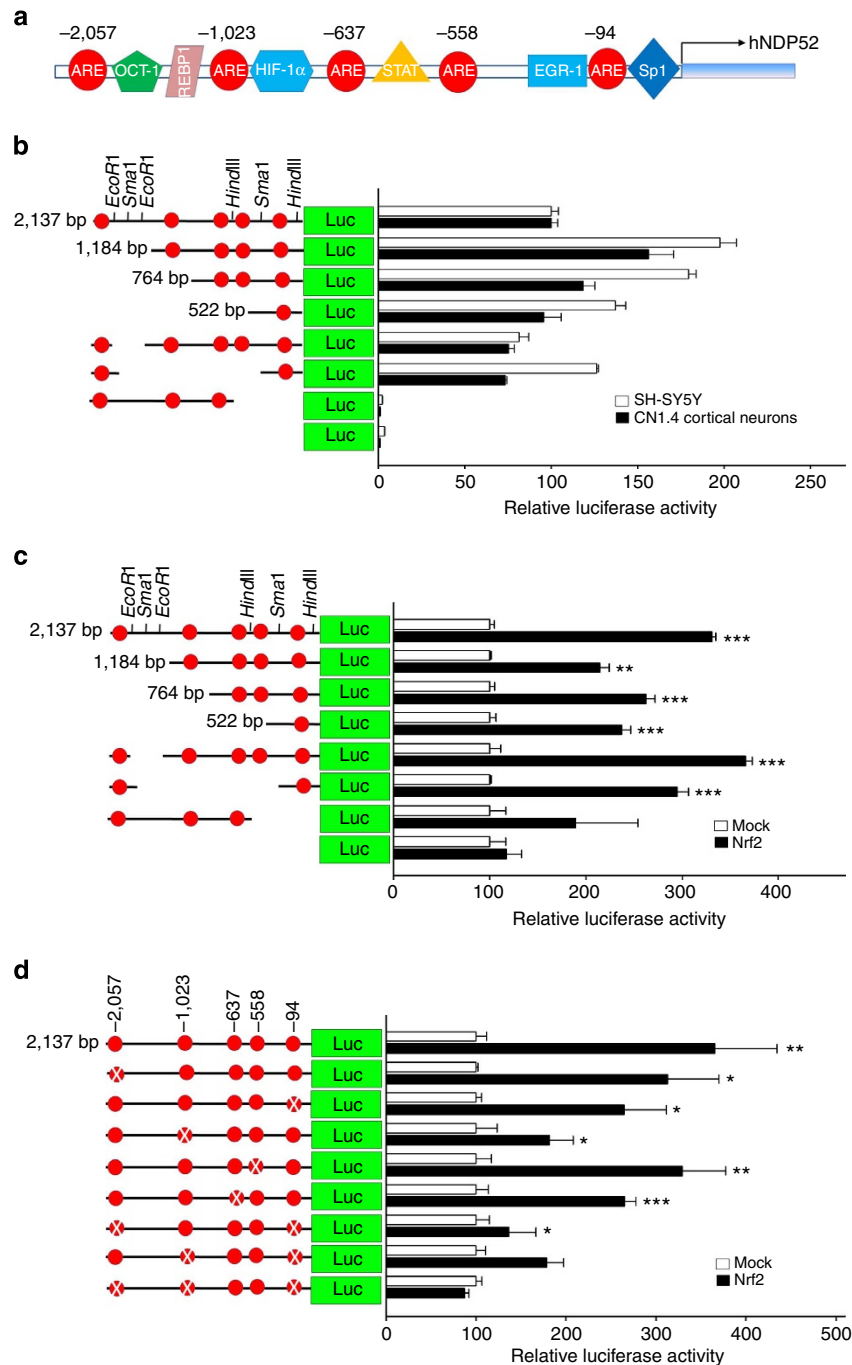 a
–2,057 –1,023 –637 –558 –94 hNDP52
ARE OCT-1 REBP1 ARE HIF-1α ARE STAT ARE EGR-1 ARE Sp1
b
EcoR1 Sma1 EcoR1 HindIII Sma1 HindIII
2,137 bp Luc
1,184 bp Luc
764 bp Luc
522 bp Luc
Luc
Luc
Luc
Luc
SH-SY5Y
CN1.4 cortical neurons
0 50 100 150 200 250
Relative luciferase activity
c
EcoR1 Sma1 EcoR1 HindIII Sma1 HindIII
2,137 bp Luc ***
1,184 bp Luc **
764 bp Luc ***
522 bp Luc ***
Luc ***
Luc ***
Luc
Luc
Mock
Nrf2
0 100 200 300 400
Relative luciferase activity
d
–2,057 –1,023 –637 –558 –94
2,137 bp Luc **
X Luc *
X Luc *
X Luc *
X Luc **
X Luc ***
X X Luc *
X X Luc
X X X Luc
Mock
Nrf2
0 100 200 300 400 500
Relative luciferase activity